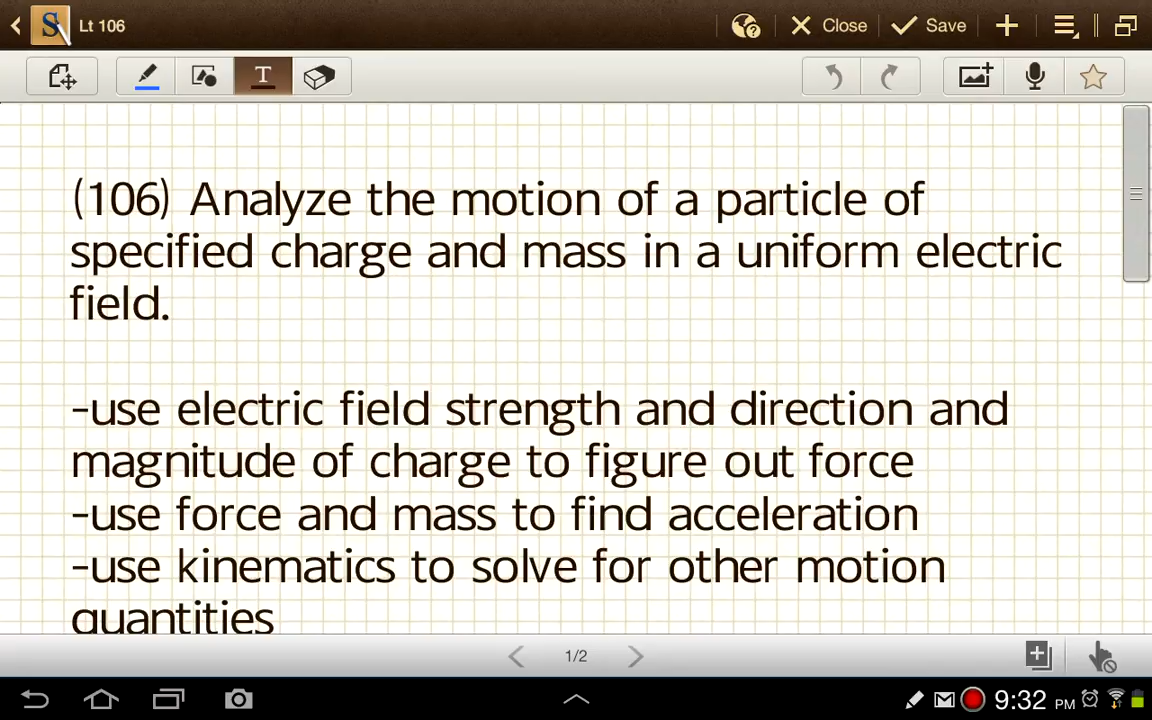 S Lt 106 Close Save
T
(106) Analyze the motion of a particle of
specified charge and mass in a uniform electric
field.
-use electric field strength and direction and
magnitude of charge to figure out force
-use force and mass to find acceleration
-use kinematics to solve for other motion
quantities
1/2
9:32 PM